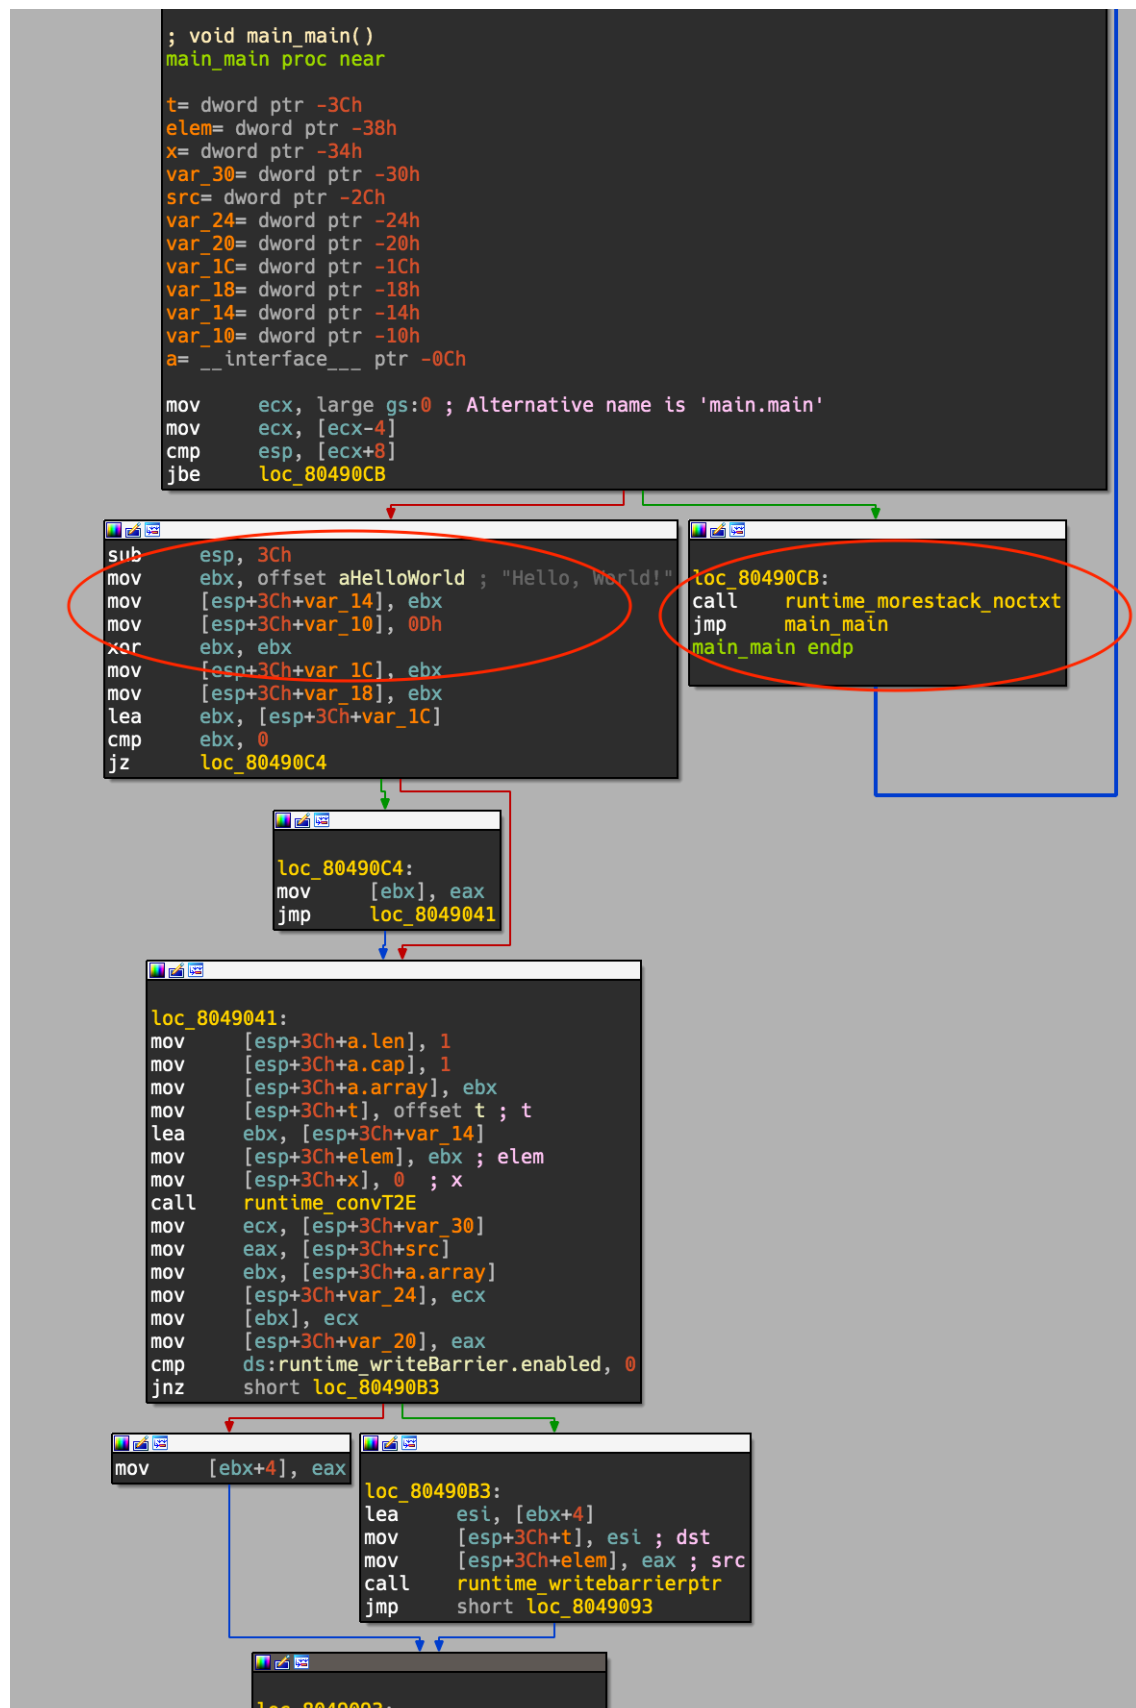 ; void main_main()
main_main proc near
t= dword ptr -3Ch
elem= dword ptr -38h
x= dword ptr -34h
var_30= dword ptr -30h
src= dword ptr -2Ch
var_24= dword ptr -24h
var_20= dword ptr -20h
var_1C= dword ptr -1Ch
var_18= dword ptr -18h
var_14= dword ptr -14h
var_10= dword ptr -10h
a= __interface___ ptr -0Ch
mov ecx, large gs:0 ; Alternative name is 'main.main'
mov ecx, [ecx-4]
cmp esp, [ecx+8]
jbe loc_80490CB
sub esp, 3Ch
mov ebx, offset aHelloWorld ; "Hello, World!"
mov [esp+3Ch+var_14], ebx
mov [esp+3Ch+var_10], 0Dh
xor ebx, ebx
mov [esp+3Ch+var_1C], ebx
mov [esp+3Ch+var_18], ebx
lea ebx, [esp+3Ch+var_1C]
cmp ebx, 0
jz loc_80490C4
loc_80490CB:
call runtime_morestack_noctxt
jmp main_main
main_main endp
loc_80490C4:
mov [ebx], eax
jmp loc_8049041
loc_8049041:
mov [esp+3Ch+a.len], 1
mov [esp+3Ch+a.cap], 1
mov [esp+3Ch+a.array], ebx
mov [esp+3Ch+t], offset t ; t
lea ebx, [esp+3Ch+var_14]
mov [esp+3Ch+elem], ebx ; elem
mov [esp+3Ch+x], 0 ; x
call runtime_convT2E
mov ecx, [esp+3Ch+var_30]
mov eax, [esp+3Ch+src]
mov ebx, [esp+3Ch+a.array]
mov [esp+3Ch+var_24], ecx
mov [ebx], ecx
mov [esp+3Ch+var_20], eax
cmp ds:runtime_writeBarrier.enabled, 0
jnz short loc_80490B3
mov [ebx+4], eax
loc_80490B3:
lea esi, [ebx+4]
mov [esp+3Ch+t], esi ; dst
mov [esp+3Ch+elem], eax ; src
call runtime_writebarrierptr
jmp short loc_8049093
loc_8049093: